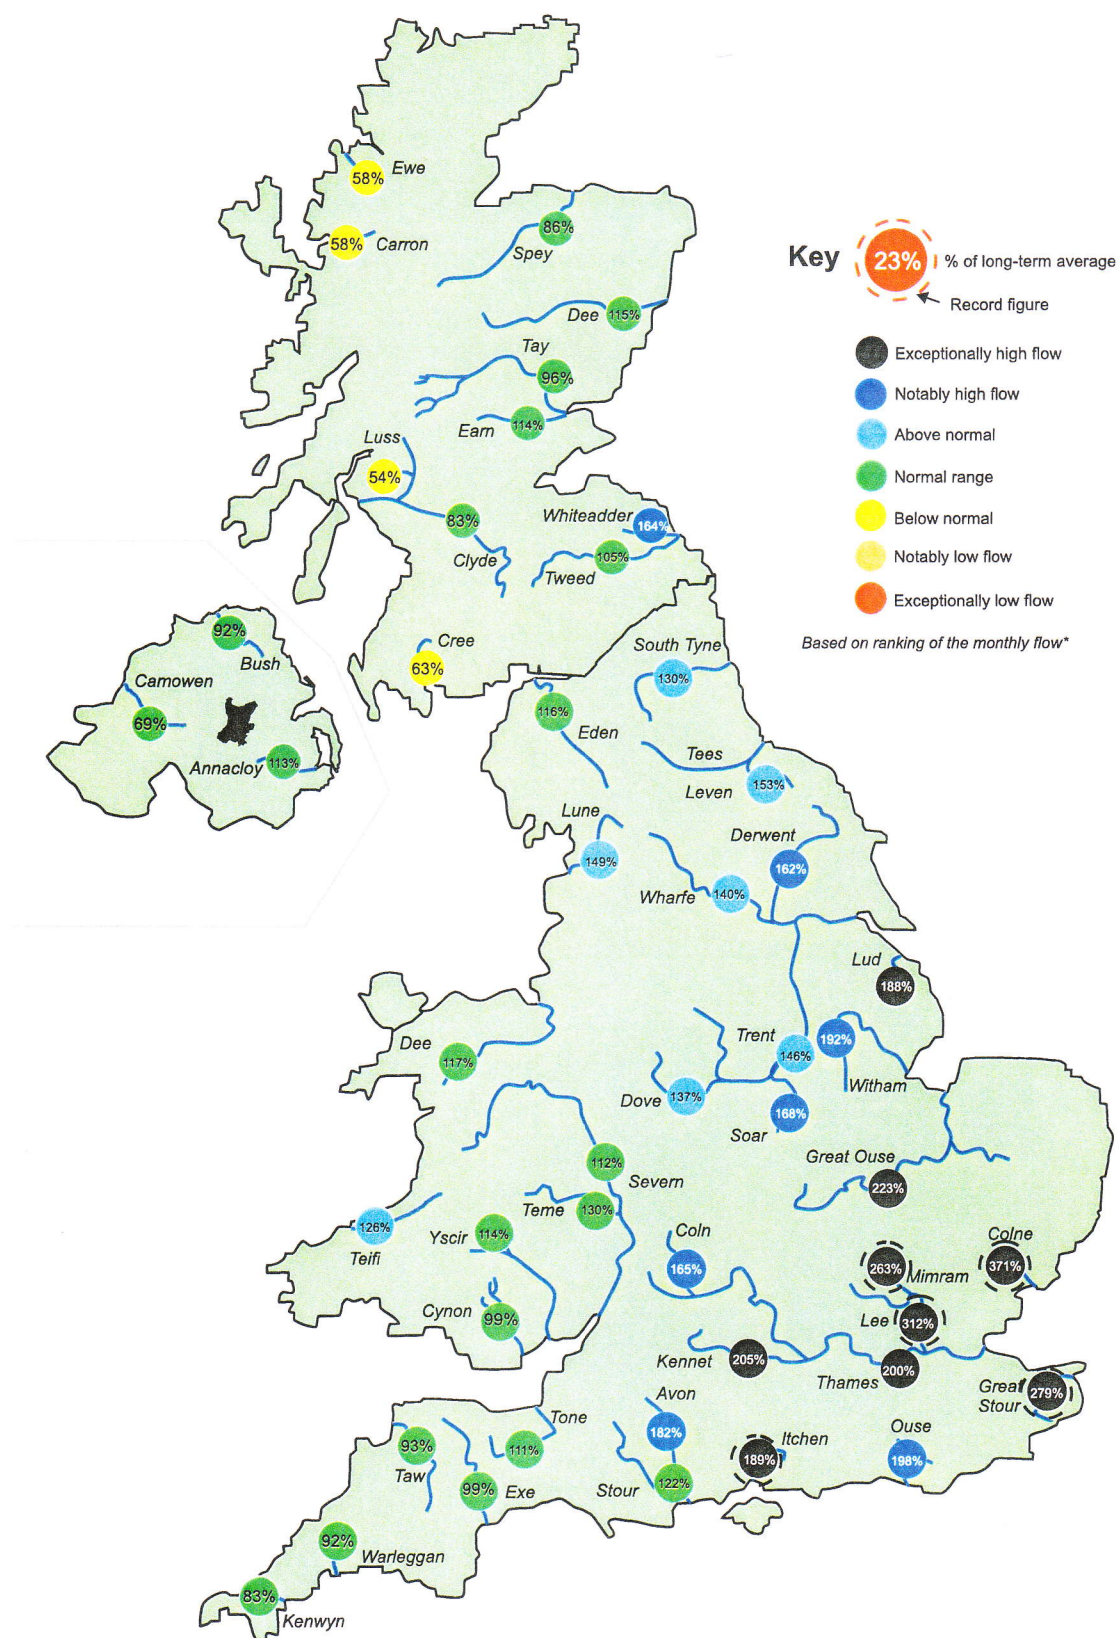 Ewe
58%
58%
Carron
86%
Spey
Key
23%
% of long-term average
Record figure
Dee
115%
Tay
96%
Exceptionally high flow
Notably high flow
Earn
114%
Above normal
Luss
54%
Normal range
83%
Clyde
Whiteadder
164%
Below normal
105%
Tweed
Notably low flow
Exceptionally low flow
Based on ranking of the monthly flow*
92%
Bush
Camowen
69%
Annacloy
113%
Cree
63%
South Tyne
130%
116%
Eden
Tees
Leven
153%
Lune
149%
Derwent
162%
Wharfe
140%
Lud
188%
Dee
117%
Trent
146%
192%
Witham
Dove
137%
168%
Soar
Great Ouse
223%
112%
Severn
Teme
130%
126%
Teifi
Yscir
114%
Coln
165%
263%
Mimram
Colne
371%
Cynon
99%
Lee
312%
Kennet
205%
Thames
200%
Great
Stour
279%
Avon
182%
Tone
111%
Itchen
189%
Ouse
198%
93%
Taw
99%
Exe
Stour
122%
92%
Warleggan
83%
Kenwyn